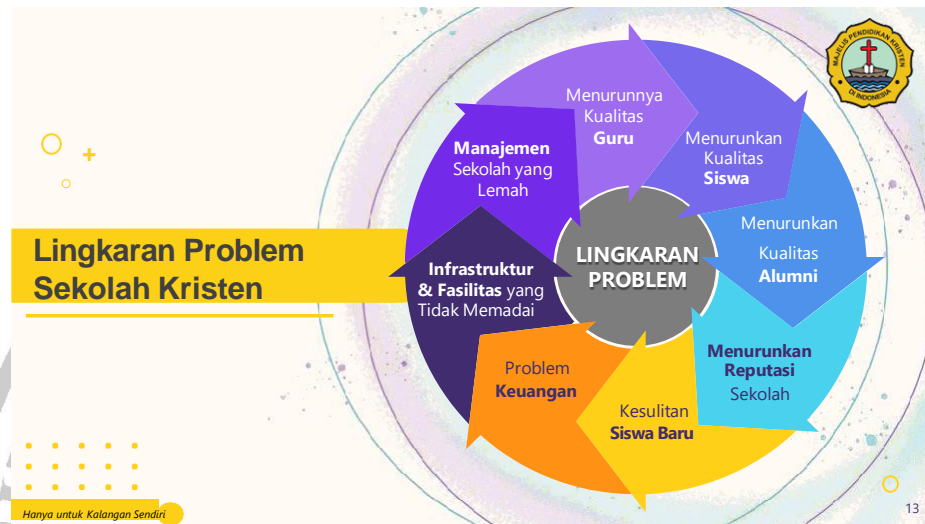 Lingkaran Problem
Sekolah Kristen
MAJELIS PENDIDIKAN KRISTEN
DI INDONESIA
Menurunnya
Kualitas
Guru
Menurunkan
Kualitas
Siswa
Menurunkan
Kualitas
Alumni
Menurunkan
Reputasi
Sekolah
Kesulitan
Siswa Baru
Problem
Keuangan
Infrastruktur
& Fasilitas yang
Tidak Memadai
Manajemen
Sekolah yang
Lemah
LINGKARAN
PROBLEM
Hanya untuk Kalangan Sendiri
13